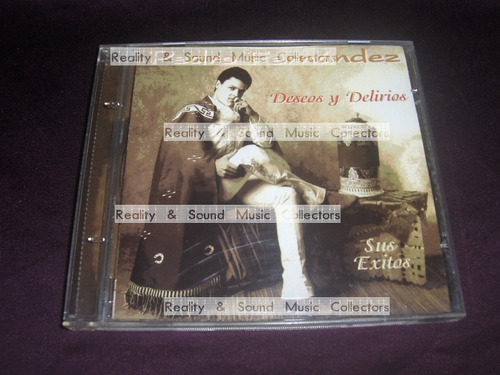 Reality & Sound Music Collectors
ndez
Deseos y Delirios
Reality & Sound Music Collectors
Reality & Sound Music Collectors
Sus
Exitos
Reality & Sound Music Collectors